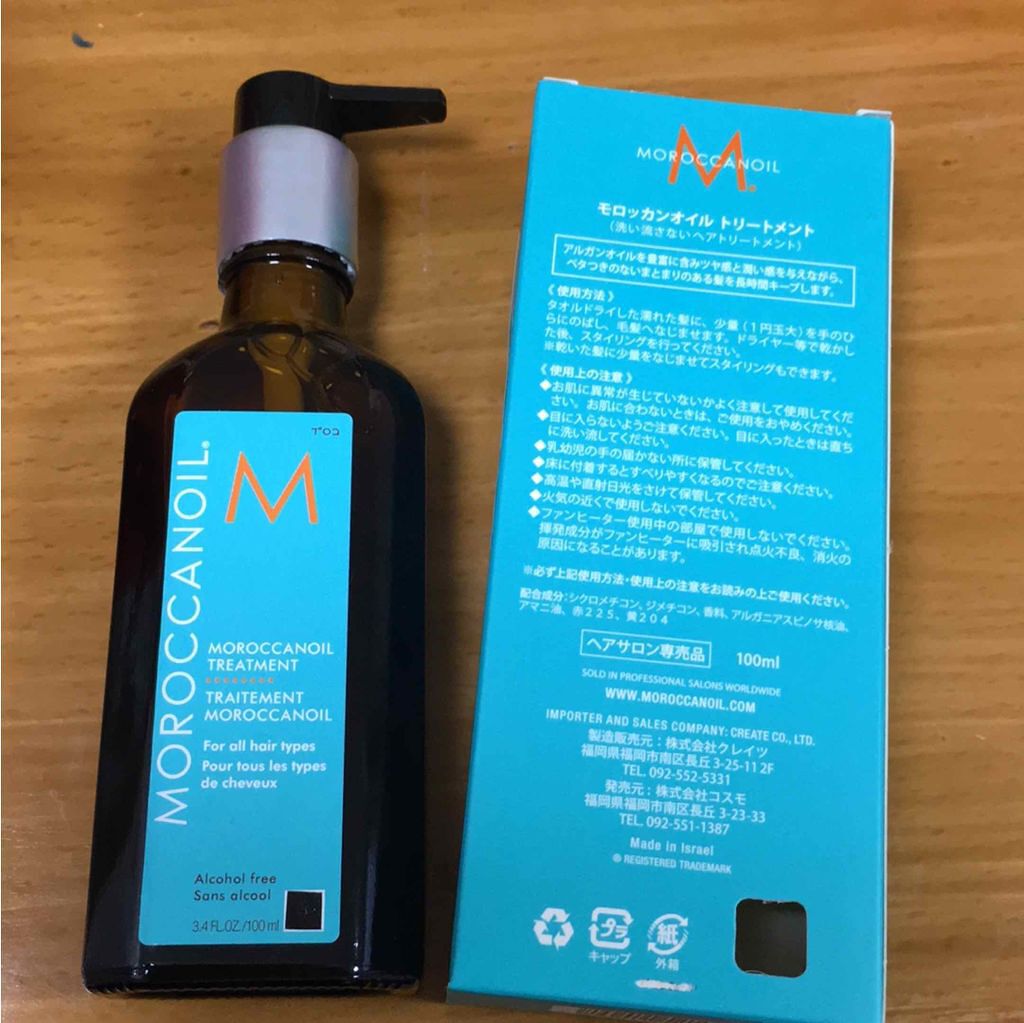 コスプ
MOROCCANOIL®
M
MOROCCANOIL
TREATMENT
TRAITEMENT
MOROCCANOIL
For all hair types
Pour tous les types
de cheveux
Alcohol free
Sans alcool
3.4 FL.OZ./100 ml
M
MOROCCANOIL
モロッカンオイル トリートメント
(洗い流さないヘアトリートメント)
アルガンオイルを豊富に含みツヤ感と潤い感を与えながら、
ベタつきのないまとまりのある髪を長時間キープします。
《 使用方法 》
タオルドライした濡れた髪に、少量(1円玉大)を手のひ
らにのばし、毛髪へなじませます。ドライヤー等で乾かし
た後、スタイリングを行ってください。
※乾いた髪に少量をなじませてスタイリングもできます。
《 使用上の注意 》
◆お肌に異常が生じていないかよく注意して使用してくだ
さい。お肌に合わないときは、ご使用をおやめください。
◆目に入らないようご注意ください。目に入ったときは直ち
に洗い流してください。
◆乳幼児の手の届かない所に保管してください。
◆床に付着するとすべりやすくなるのでご注意ください。
◆高温や直射日光をさけて保管してください。
◆火気の近くで使用しないでください。
◆ファンヒーター使用中の部屋で使用しないでください。
揮発成分がファンヒーターに吸引され点火不良、消火の
原因になることがあります。
※必ず上記使用方法・使用上の注意をお読みの上ご使用ください。
配合成分:シクロメチコン、ジメチコン、香料、アルガニアスピノサ核油、
アマニ油、赤225、黄204
ヘアサロン専売品 100ml
SOLD IN PROFESSIONAL SALONS WORLDWIDE
WWW.MOROCCANOIL.COM
IMPORTER AND SALES COMPANY: CREATE CO., LTD.
製造販売元:株式会社クレイツ
福岡県福岡市南区長丘 3-25-11 2F
TEL. 092-552-5331
発売元:株式会社コスモ
福岡県福岡市南区長丘 3-23-33
TEL. 092-551-1387
Made in Israel
® REGISTERED TRADEMARK
プラ
キャップ
紙
外箱